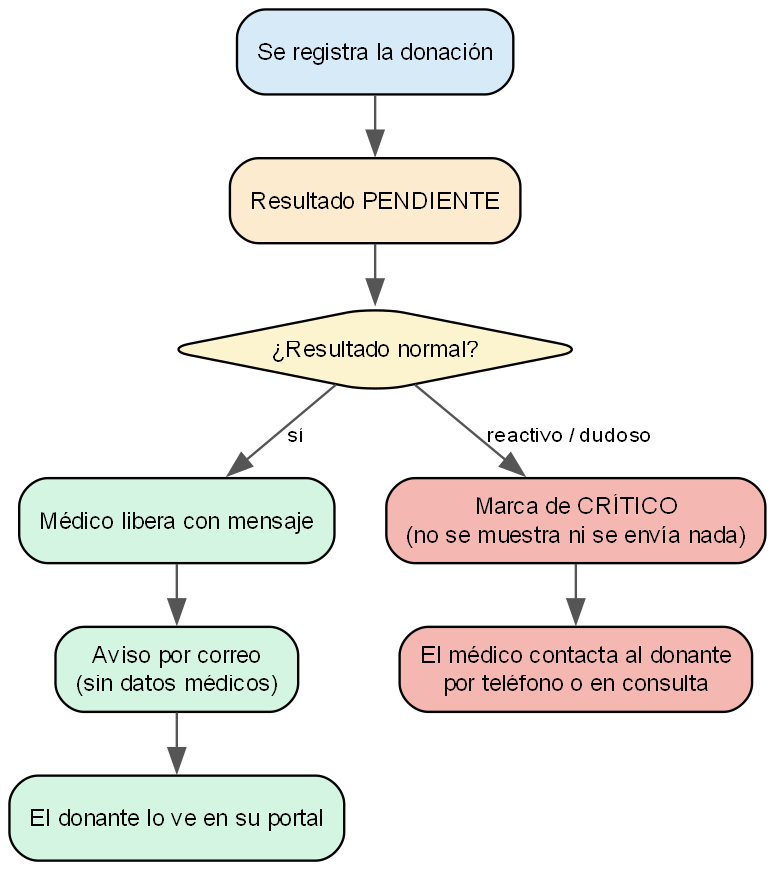 Se registra la donación
Resultado PENDIENTE
¿Resultado normal?
sí
reactivo / dudoso
Médico libera con mensaje
Marca de CRÍTICO
(no se muestra ni se envía nada)
Aviso por correo
(sin datos médicos)
El médico contacta al donante
por teléfono o en consulta
El donante lo ve en su portal